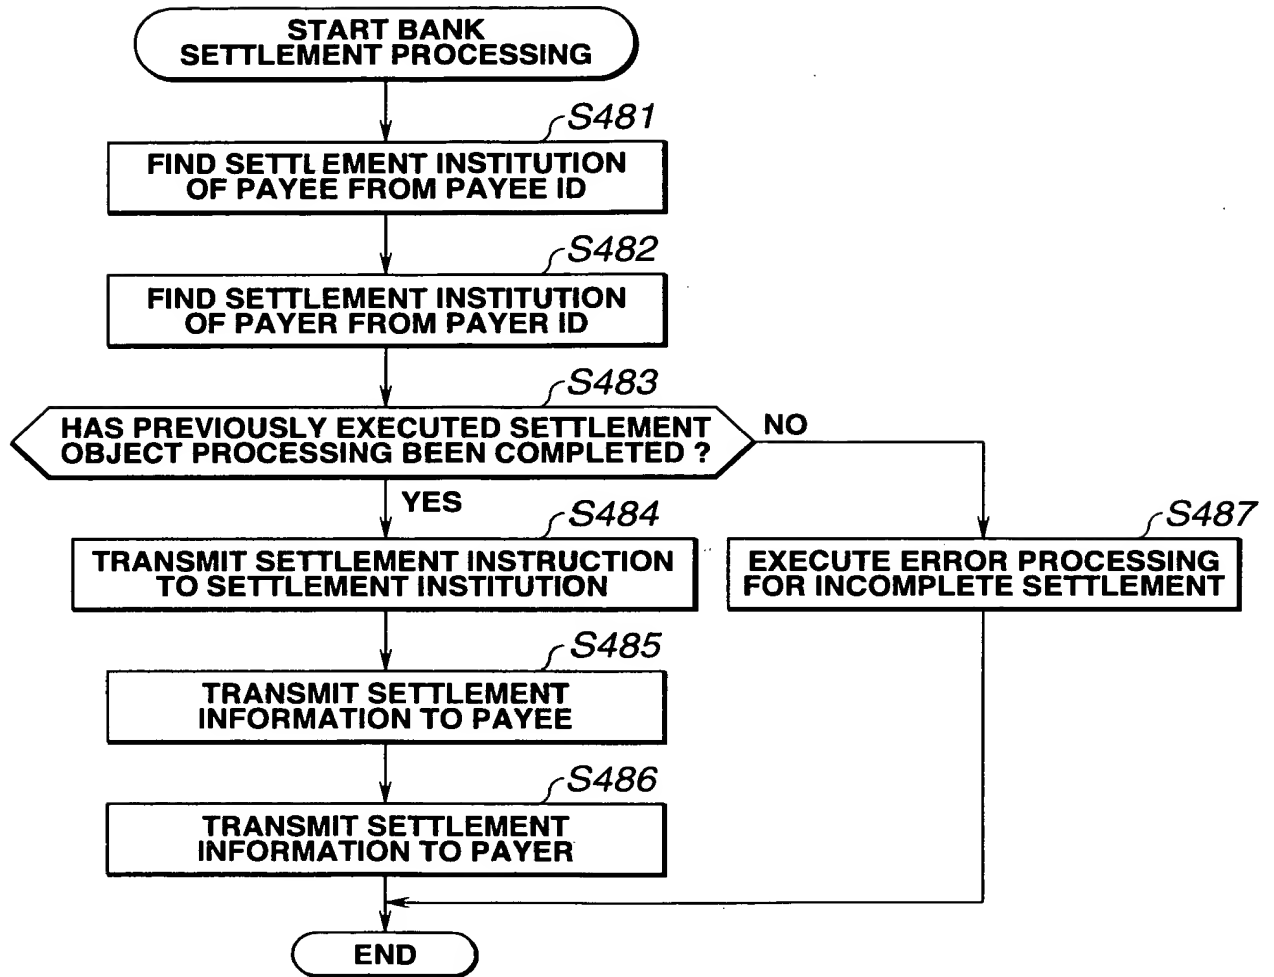 START BANK
SETTLEMENT PROCESSING
S481
FIND SETTLEMENT INSTITUTION
OF PAYEE FROM PAYEE ID
S482
FIND SETTLEMENT INSTITUTION
OF PAYER FROM PAYER ID
S483
HAS PREVIOUSLY EXECUTED SETTLEMENT
OBJECT PROCESSING BEEN COMPLETED ?
NO
YES
S484
TRANSMIT SETTLEMENT INSTRUCTION
TO SETTLEMENT INSTITUTION
S487
EXECUTE ERROR PROCESSING
FOR INCOMPLETE SETTLEMENT
S485
TRANSMIT SETTLEMENT
INFORMATION TO PAYEE
S486
TRANSMIT SETTLEMENT
INFORMATION TO PAYER
END